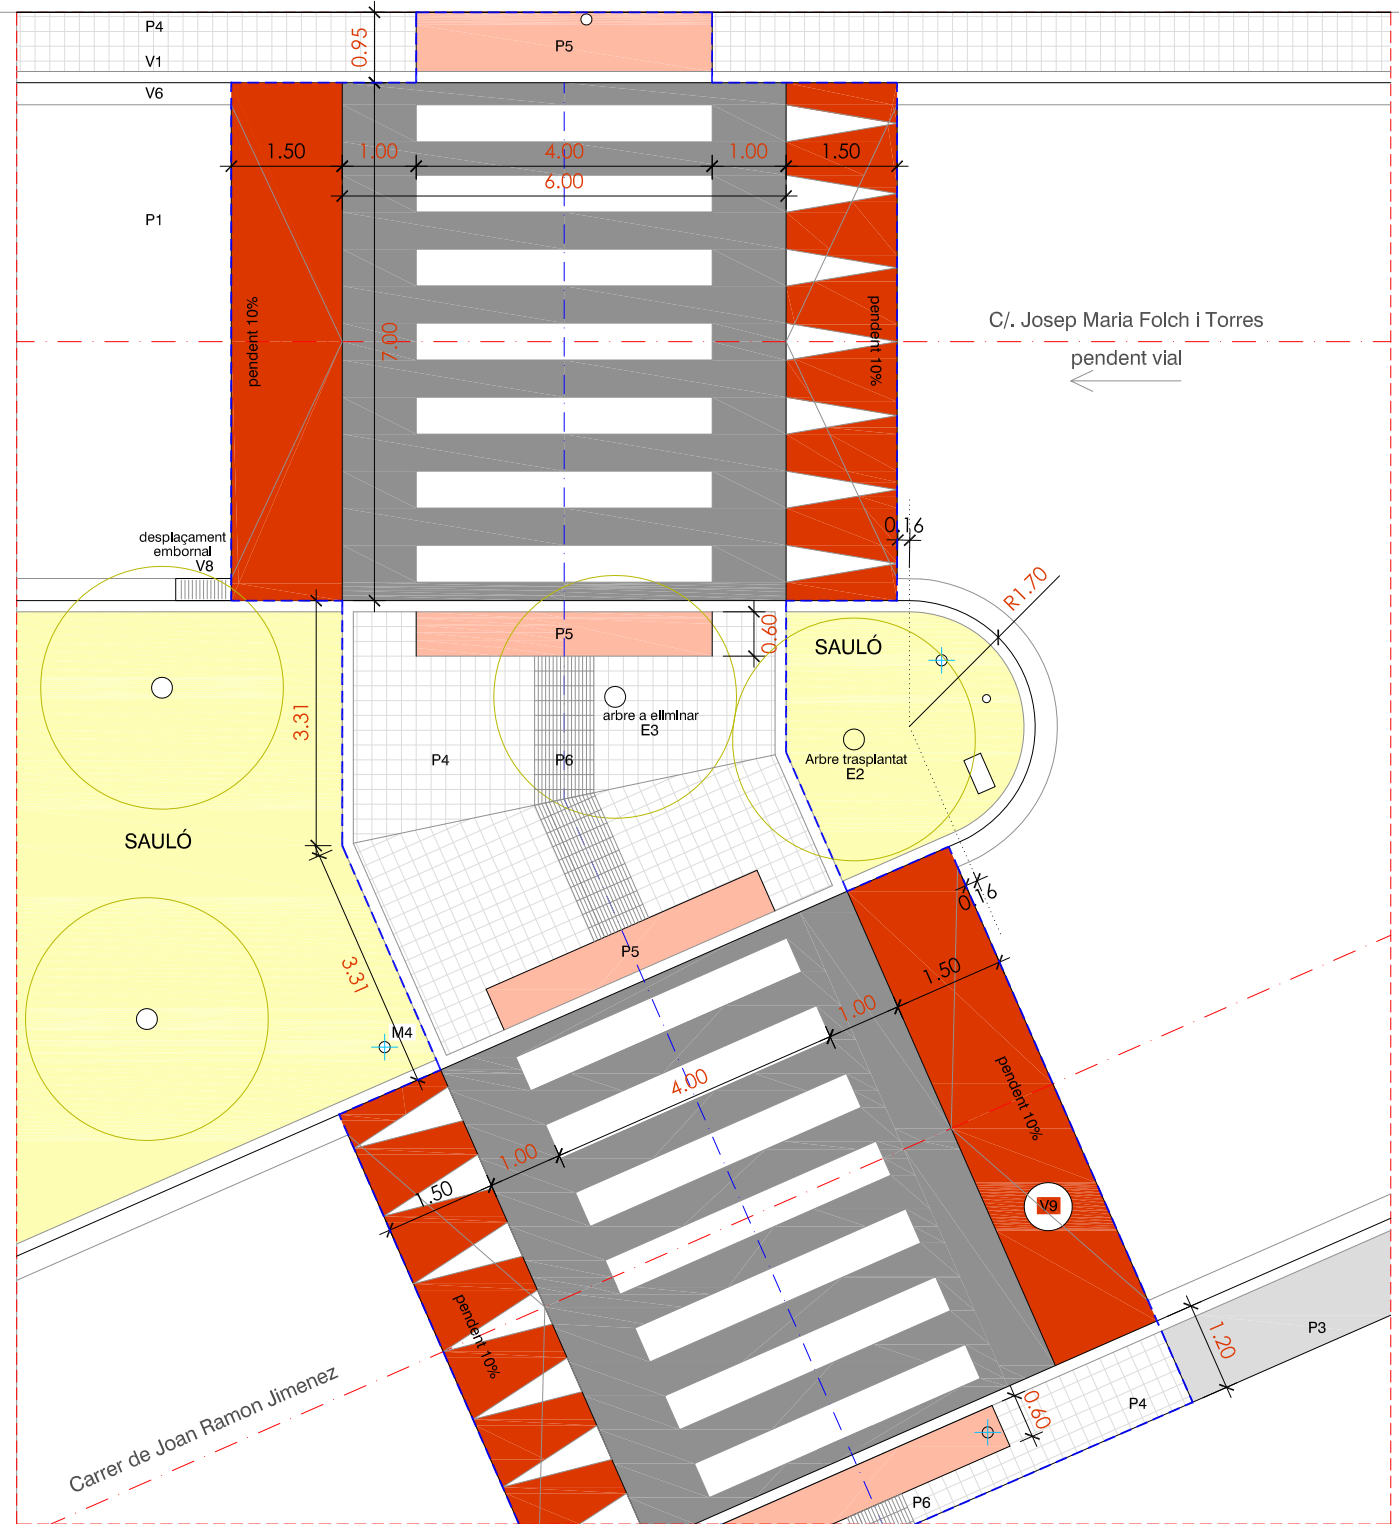 P4
0.95
P5
V1
V6
1.50
1.00
4.00
1.00
1.50
6.00
P1
pendent 10%
7.00
pendent 10%
C/. Josep Maria Folch i Torres
pendent vial
desplaçament
embornal
V8
0.16
R1.70
P5
0.60
SAULÓ
3.31
arbre a eliminar
E3
P4
P6
Arbre trasplantat
E2
SAULÓ
P5
0.16
3.31
1.50
1.00
M4
4.00
pendent 10%
1.00
1.50
V9
pendent 10%
1.20
P3
Carrer de Joan Ramon Jimenez
0.60
P4
P6